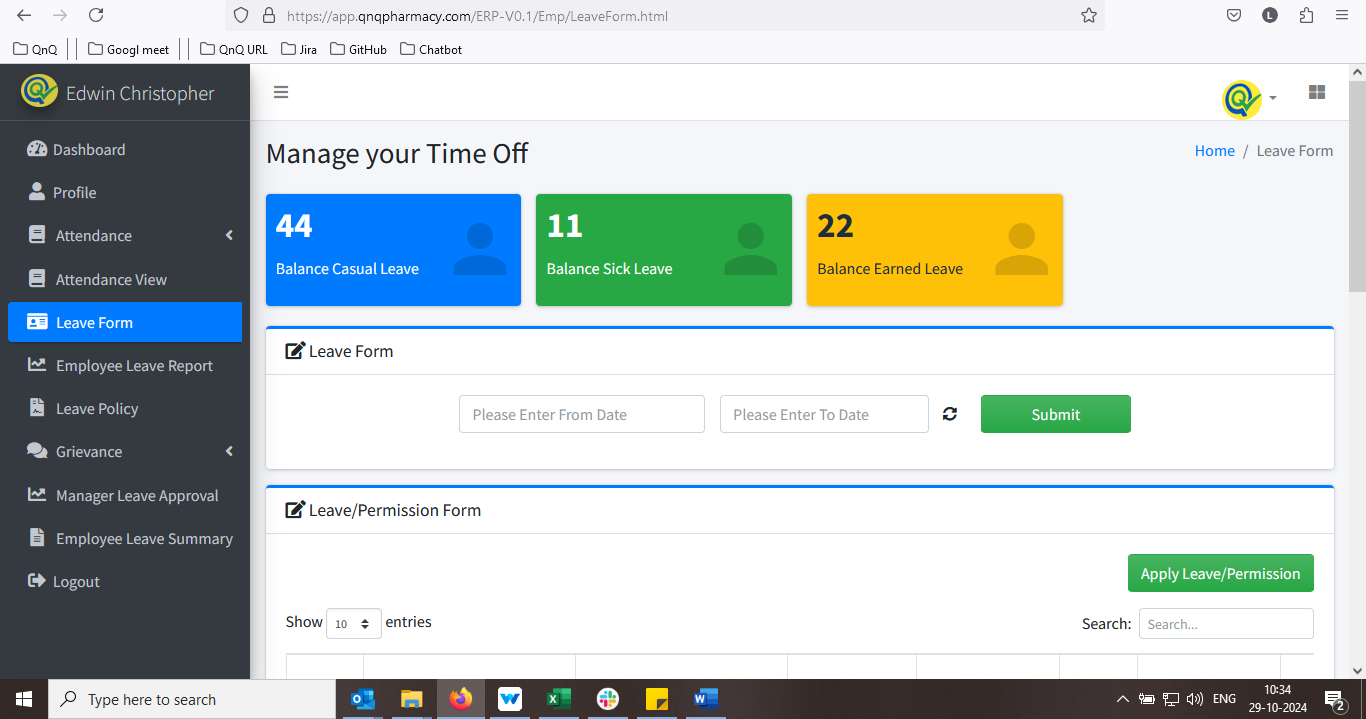 https://app.qnqpharmacy.com/ERP-V0.1/Emp/LeaveForm.html
L
QnQ
Googl meet
QnQ URL
Jira
GitHub
Chatbot
Edwin Christopher
Dashboard
Profile
Attendance
Attendance View
Leave Form
Employee Leave Report
Leave Policy
Grievance
Manager Leave Approval
Employee Leave Summary
Logout
Manage your Time Off
Home / Leave Form
44
Balance Casual Leave
11
Balance Sick Leave
22
Balance Earned Leave
Leave Form
Please Enter From Date
Please Enter To Date
Submit
Leave/Permission Form
Apply Leave/Permission
Show 10 entries
Search: Search...
Type here to search
ENG
10:34
29-10-2024
2